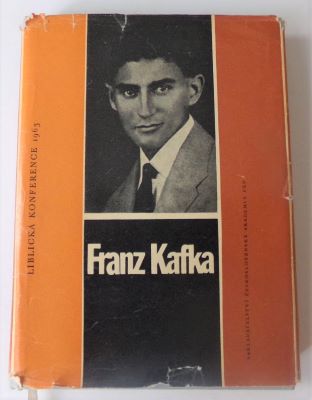 LIBLICKÁ KONFERENCE 1963
Franz Kafka
NAKLADATELSTVÍ ČESKOSLOVENSKÉ AKADEMIE VĚD